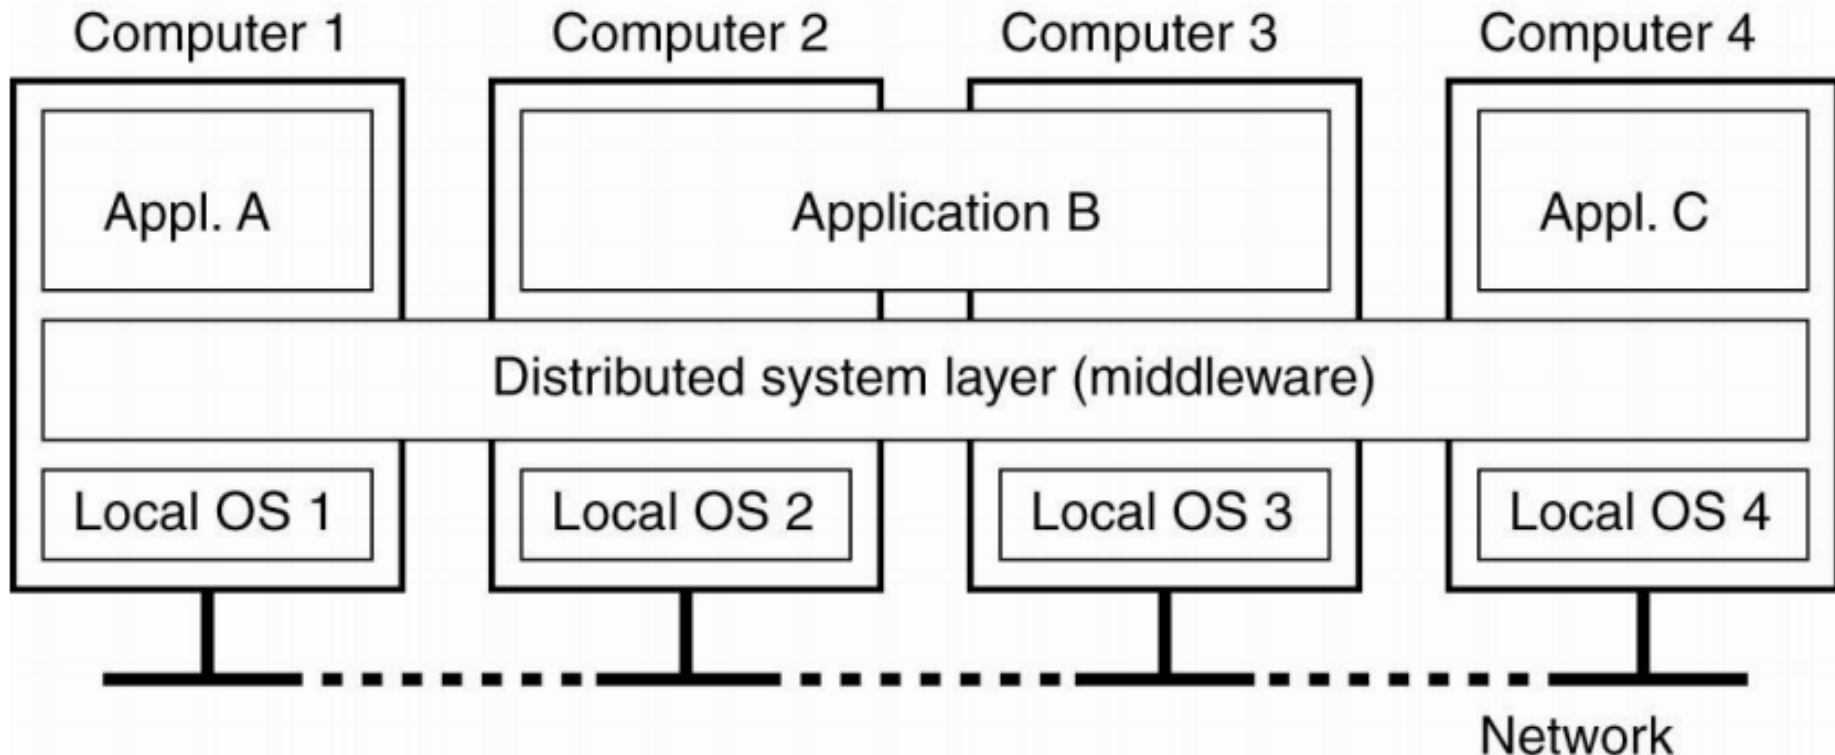 Computer 1
Computer 2
Computer 3
Computer 4
Appl. A
Application B
Appl. C
Distributed system layer (middleware)
Local OS 1
Local OS 2
Local OS 3
Local OS 4
Network